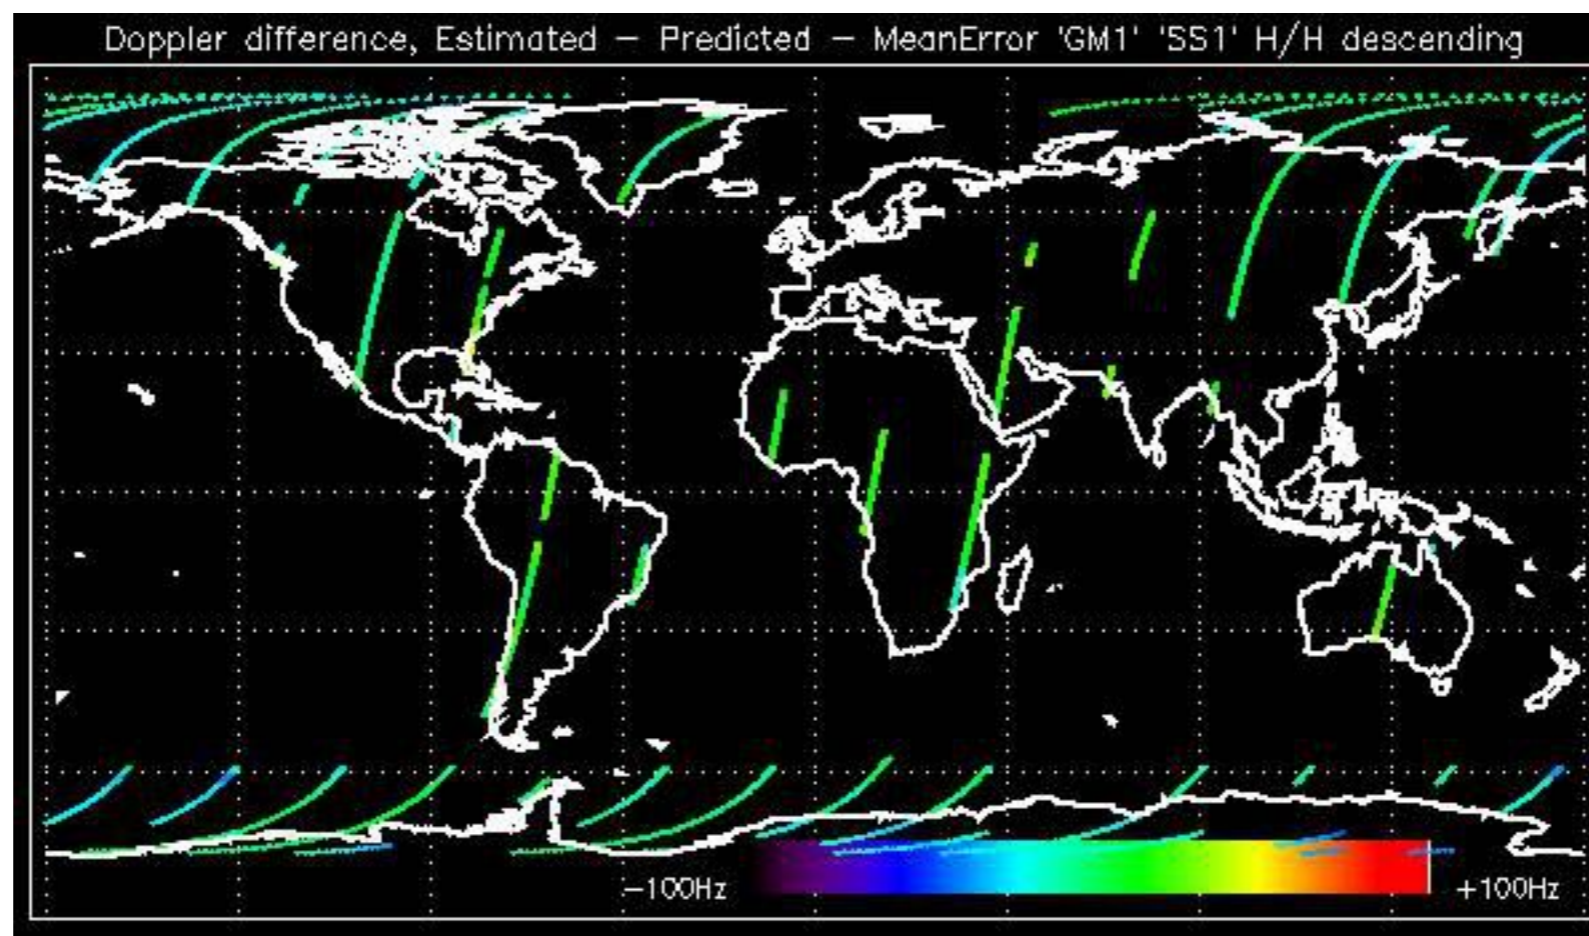 Doppler difference, Estimated – Predicted – MeanError 'GM1' 'SS1' H/H descending
–100Hz +100Hz